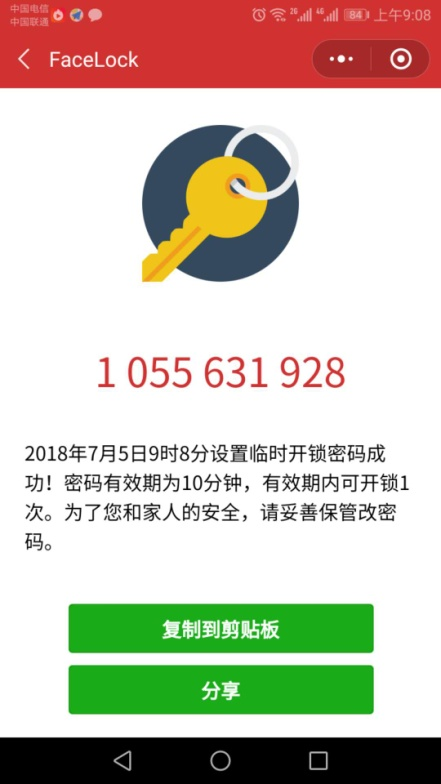 中国电信
中国联通
2G 4G 84 上午9:08
FaceLock
1 055 631 928
2018年7月5日9时8分设置临时开锁密码成
功！密码有效期为10分钟，有效期内可开锁1
次。为了您和家人的安全，请妥善保管改密
码。
复制到剪贴板
分享